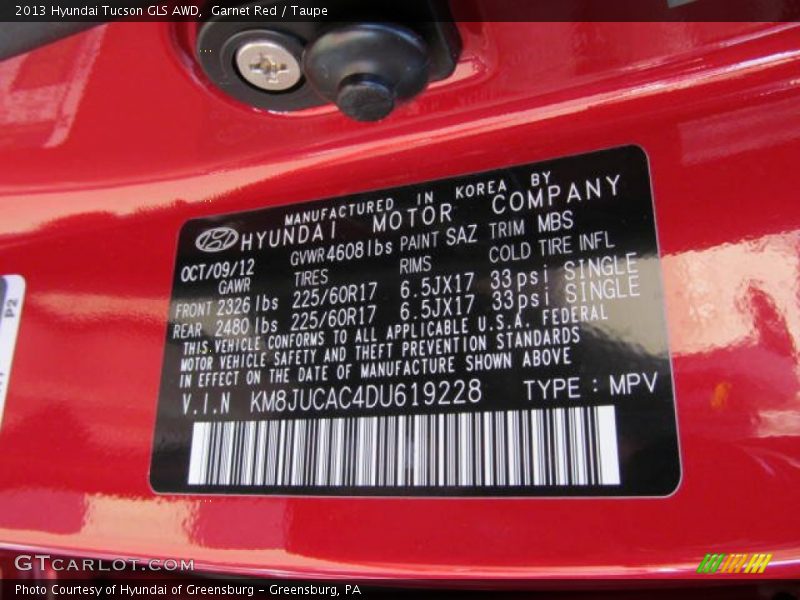 2013 Hyundai Tucson GLS AWD, Garnet Red / Taupe
MANUFACTURED IN KOREA BY
HYUNDAI MOTOR COMPANY
OCT/09/12 GVWR 4608 lbs PAINT SAZ TRIM MBS
GAWR TIRES RIMS COLD TIRE INFL
FRONT 2326 lbs 225/60R17 6.5JX17 33psi SINGLE
REAR 2480 lbs 225/60R17 6.5JX17 33psi SINGLE
THIS VEHICLE CONFORMS TO ALL APPLICABLE U.S.A. FEDERAL
MOTOR VEHICLE SAFETY AND THEFT PREVENTION STANDARDS
IN EFFECT ON THE DATE OF MANUFACTURE SHOWN ABOVE
V.I.N KM8JUCAC4DU619228 TYPE : MPV
P2
GTCARLOT.COM
Photo Courtesy of Hyundai of Greensburg - Greensburg, PA